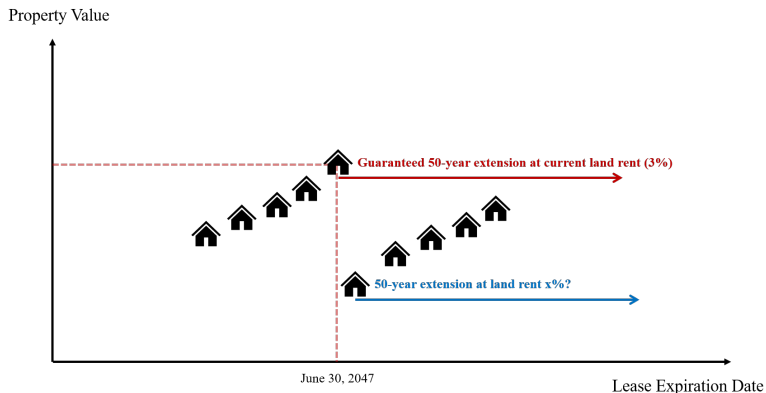 Property Value
Guaranteed 50-year extension at current land rent (3%)
50-year extension at land rent x%?
June 30, 2047
Lease Expiration Date